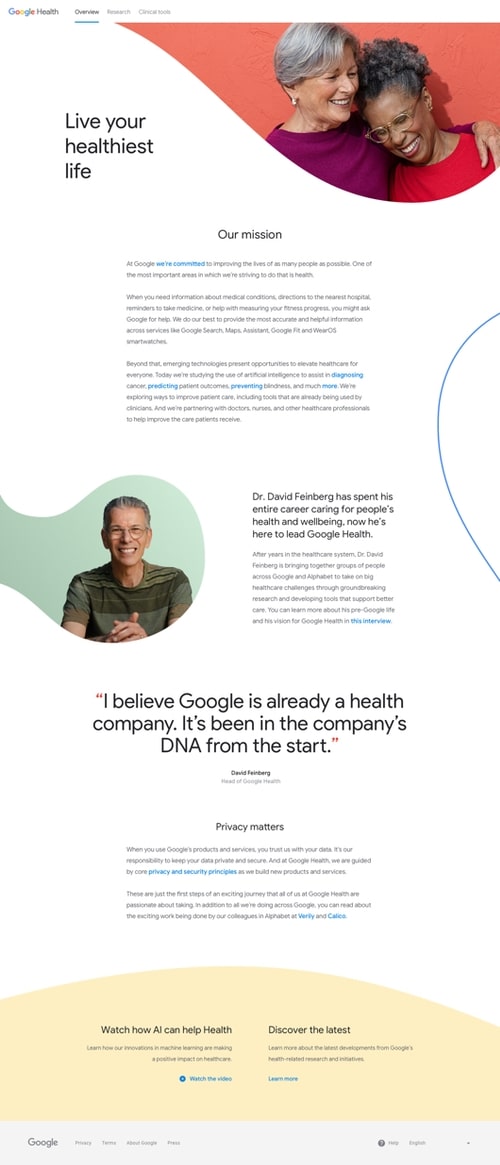 Google Health
Overview Research Clinical tools
Live your
healthiest
life
Our mission
At Google we're committed to improving the lives of as many people as possible. One of
the most important areas in which we're striving to do that is health.
When you need information about medical conditions, directions to the nearest hospital,
reminders to take medicine, or help with measuring your fitness progress, you might ask
Google for help. We do our best to provide the most accurate and helpful information
across services like Google Search, Maps, Assistant, Google Fit and WearOS
smartwatches.
Beyond that, emerging technologies present opportunities to elevate healthcare for
everyone. Today we're studying the use of artificial intelligence to assist in diagnosing
cancer, predicting patient outcomes, preventing blindness, and much more. We're
exploring ways to improve patient care, including tools that are already being used by
clinicians. And we're partnering with doctors, nurses, and other healthcare professionals
to help improve the care patients receive.
Dr. David Feinberg has spent his
entire career caring for people's
health and wellbeing, now he's
here to lead Google Health.
After years in the healthcare system, Dr. David
Feinberg is bringing together groups of people
across Google and Alphabet to take on big
healthcare challenges through groundbreaking
research and developing tools that support better
care. You can learn more about his pre-Google life
and his vision for Google Health in this interview.
“I believe Google is already a health
company. It’s been in the company’s
DNA from the start.”
David Feinberg
Head of Google Health
Privacy matters
When you use Google's products and services, you trust us with your data. It's our
responsibility to keep your data private and secure. And at Google Health, we are guided
by core privacy and security principles as we build new products and services.
These are just the first steps of an exciting journey that all of us at Google Health are
passionate about taking. In addition to all we're doing across Google, you can read about
the exciting work being done by our colleagues in Alphabet at Verily and Calico.
Watch how AI can help Health
Learn how our innovations in machine learning are making
a positive impact on healthcare.
Watch the video
Discover the latest
Learn more about the latest developments from Google's
health-related research and initiatives.
Learn more
Google Privacy Terms About Google Press Help English